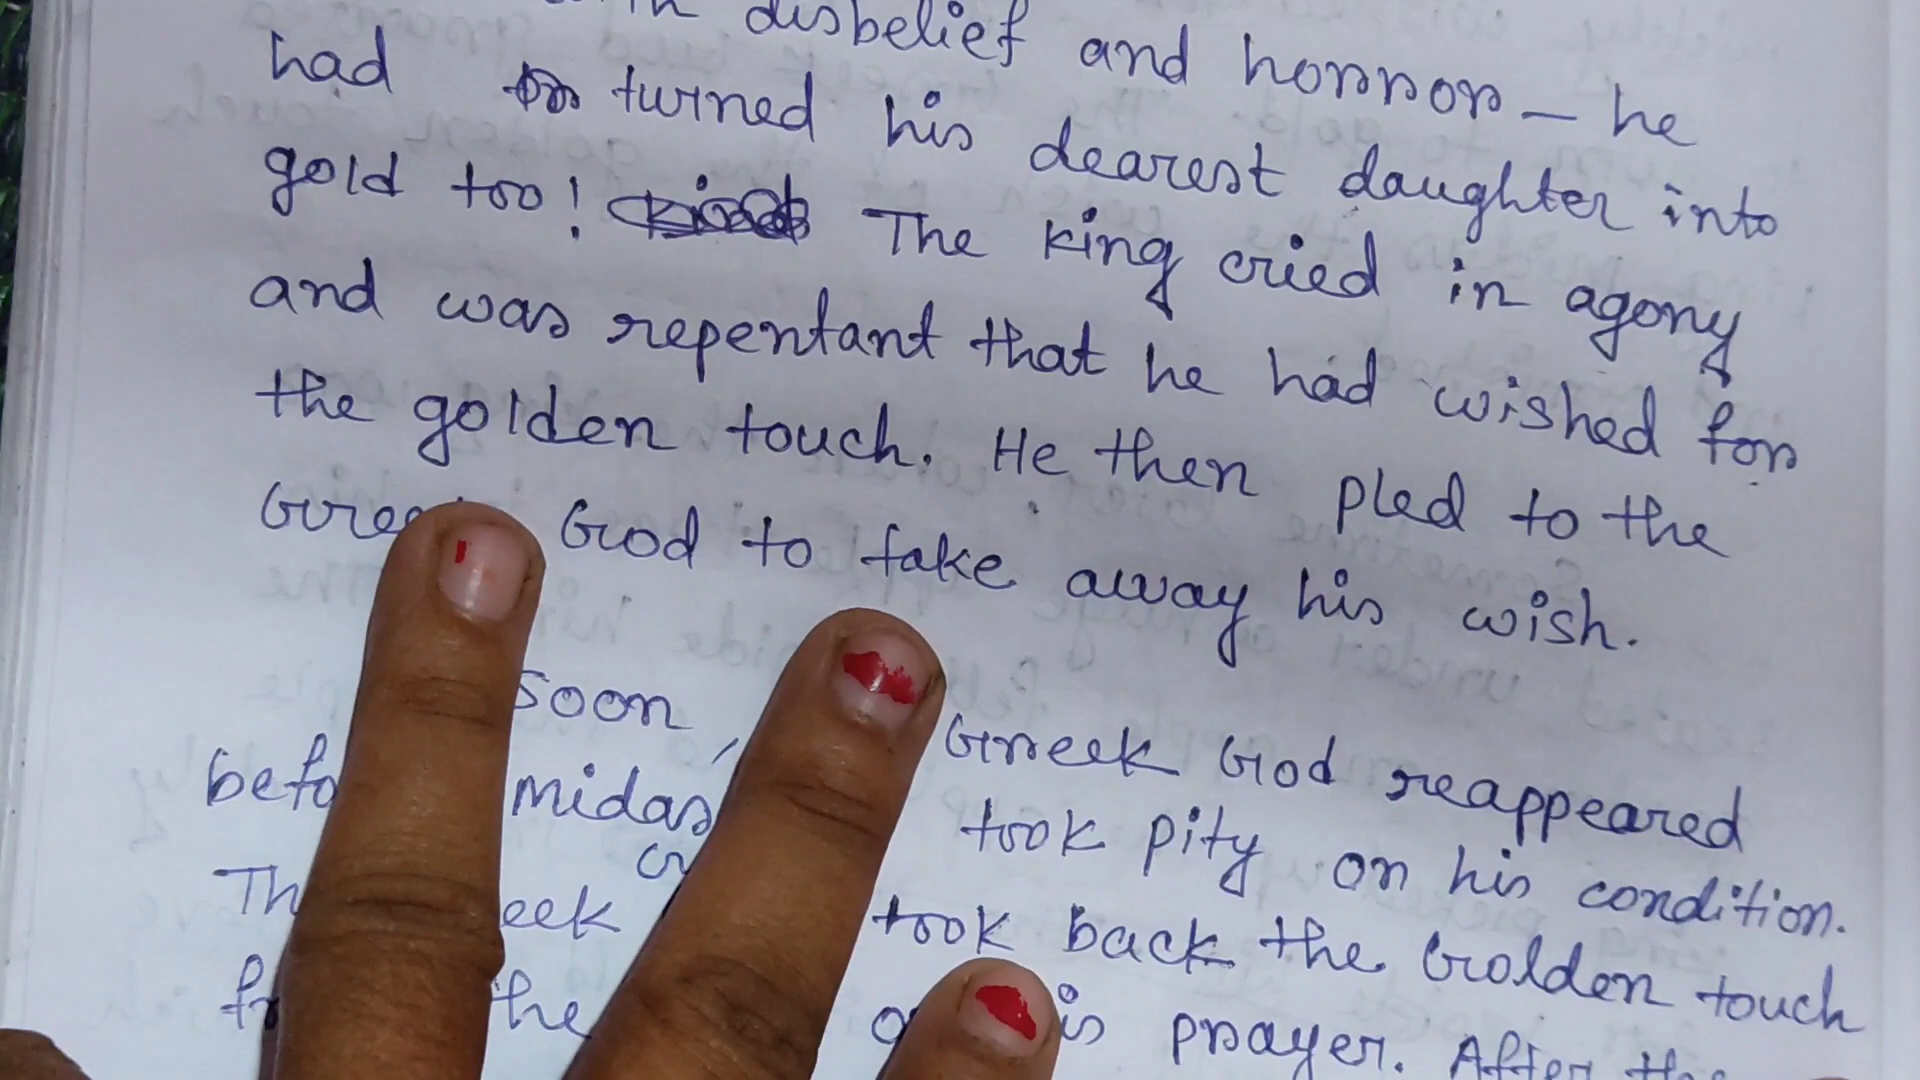 disbelief and horror — he
had turned his dearest daughter into
gold too! The King cried in agony
and was repentant that he had wished for
the golden touch. He then pled to the
God to take away his wish.
Soon, Greek God reappeared
midas took pity on his condition.
took back the Golden touch
prayer. After